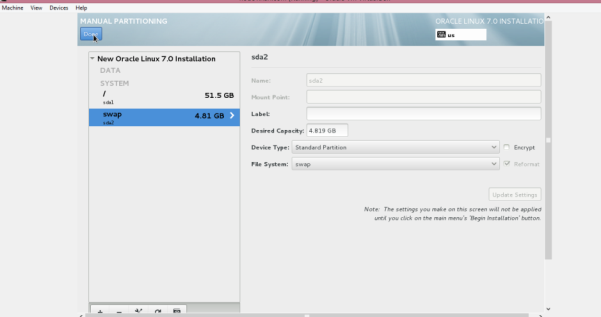 Machine View Devices Help
MANUAL PARTITIONING
ORACLE LINUX 7.0 INSTALLATIO
Done
us
New Oracle Linux 7.0 Installation
DATA
SYSTEM
/
51.5 GB
sda1
swap
4.81 GB
sda2
sda2
Name: sda2
Mount Point:
Label:
Desired Capacity: 4.819 GB
Device Type: Standard Partition
Encrypt
File System: swap
Reformat
Update Settings
Note: The settings you make on this screen will not be applied
until you click on the main menu's 'Begin Installation' button.